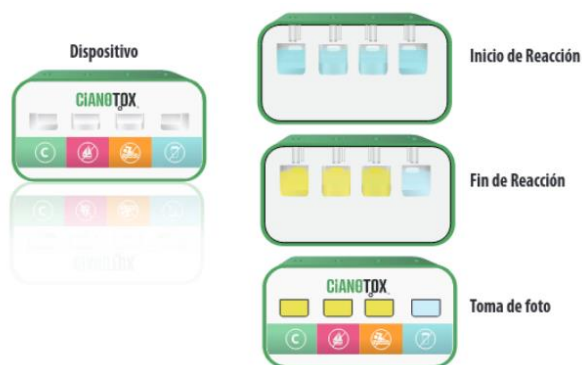 Dispositivo
CiANOTOX
C
Inicio de Reacción
Fin de Reacción
CiANOTOX
C
Toma de foto